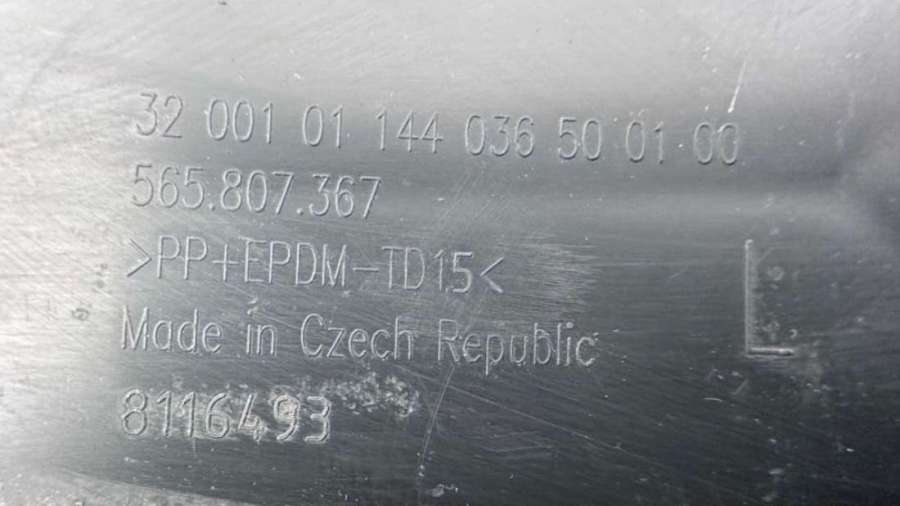 32 001 01 144 036 50 01 00
565.807.367
>PP+EPDM-TD15<
L
Made in Czech Republic
8116493